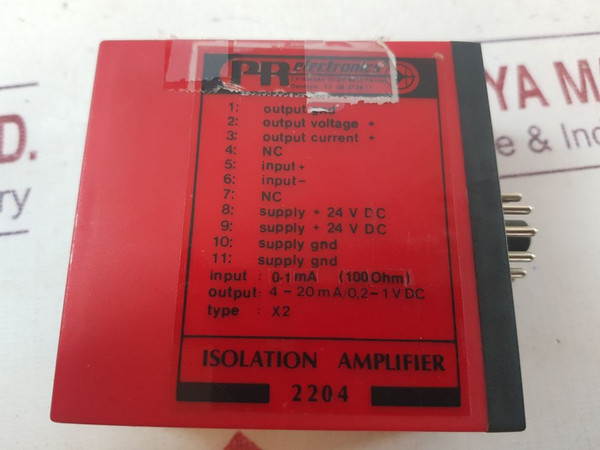 PR electronics
1: output gnd
2: output voltage +
3: output current +
4: NC
5: input +
6: input -
7: NC
8: supply + 24 V DC
9: supply + 24 V DC
10: supply gnd
11: supply gnd
input : 0-1 mA (100 Ohm)
output: 4 - 20 mA/0,2-1 V DC
type : X2
ISOLATION AMPLIFIER
2204
YA MA
D.
e & Ind
ry